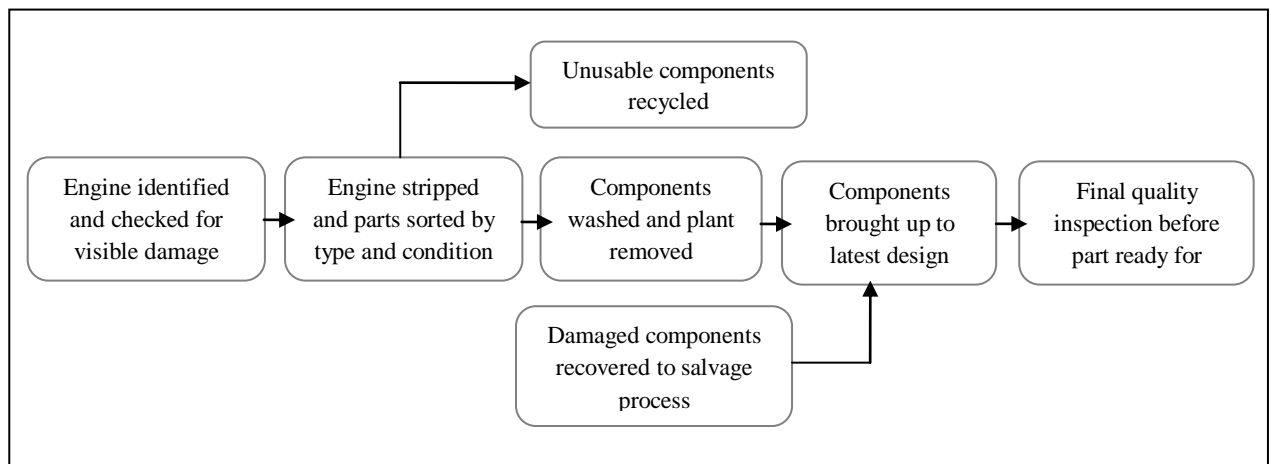 Unusable components
recycled
Engine identified
and checked for
visible damage
Engine stripped
and parts sorted by
type and condition
Components
washed and plant
removed
Components
brought up to
latest design
Final quality
inspection before
part ready for
Damaged components
recovered to salvage
process